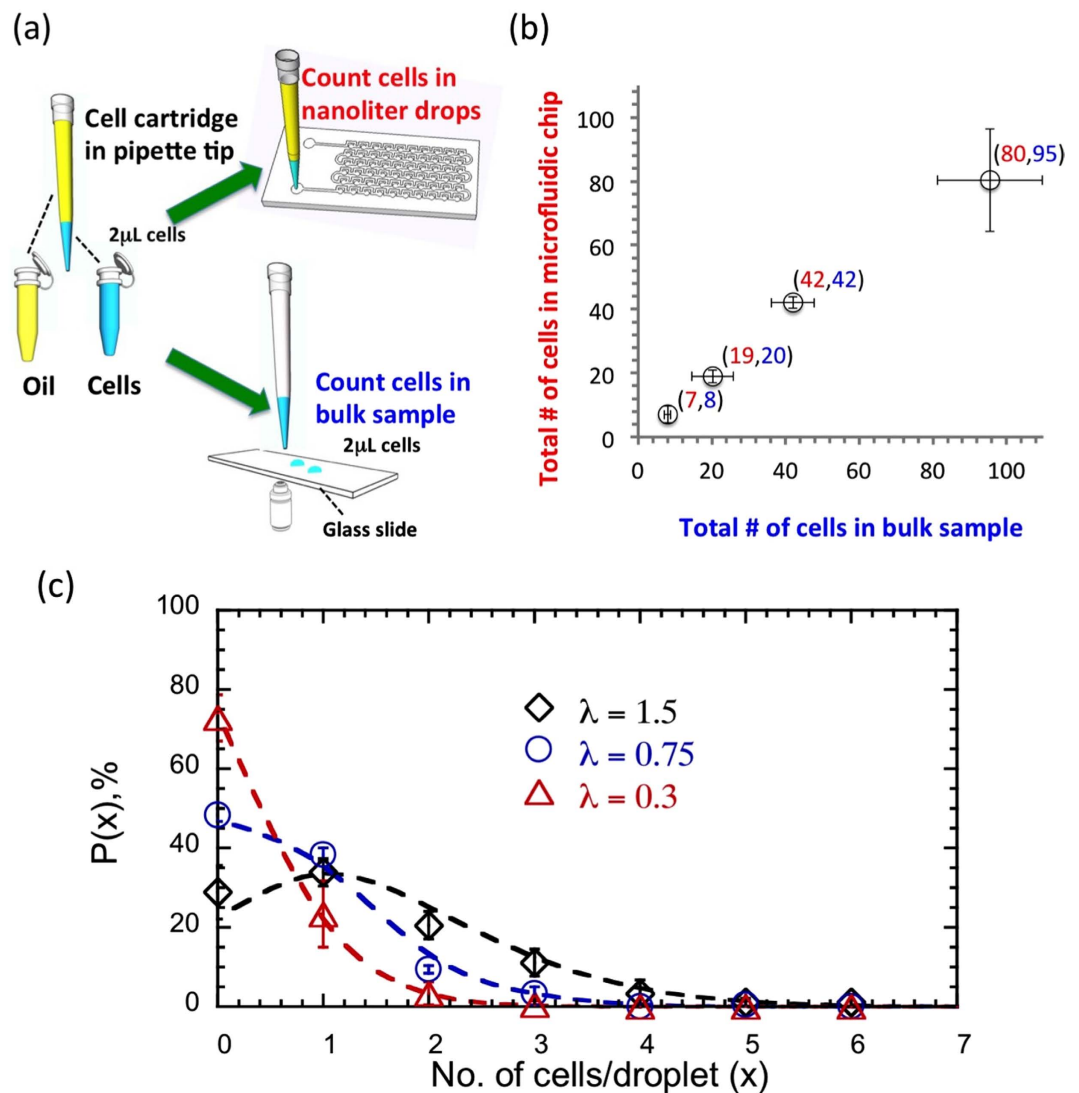 (a)
Cell cartridge
in pipette tip
2μL cells
Oil
Cells
Count cells in
nanoliter drops
Count cells in
bulk sample
2μL cells
Glass slide
(b)
Total # of cells in microfluidic chip
100
80
60
40
20
0
(80,95)
(42,42)
(19,20)
(7,8)
0 20 40 60 80 100
Total # of cells in bulk sample
(c)
P(x),%
100
80
60
40
20
0
λ = 1.5
λ = 0.75
λ = 0.3
0 1 2 3 4 5 6 7
No. of cells/droplet (x)